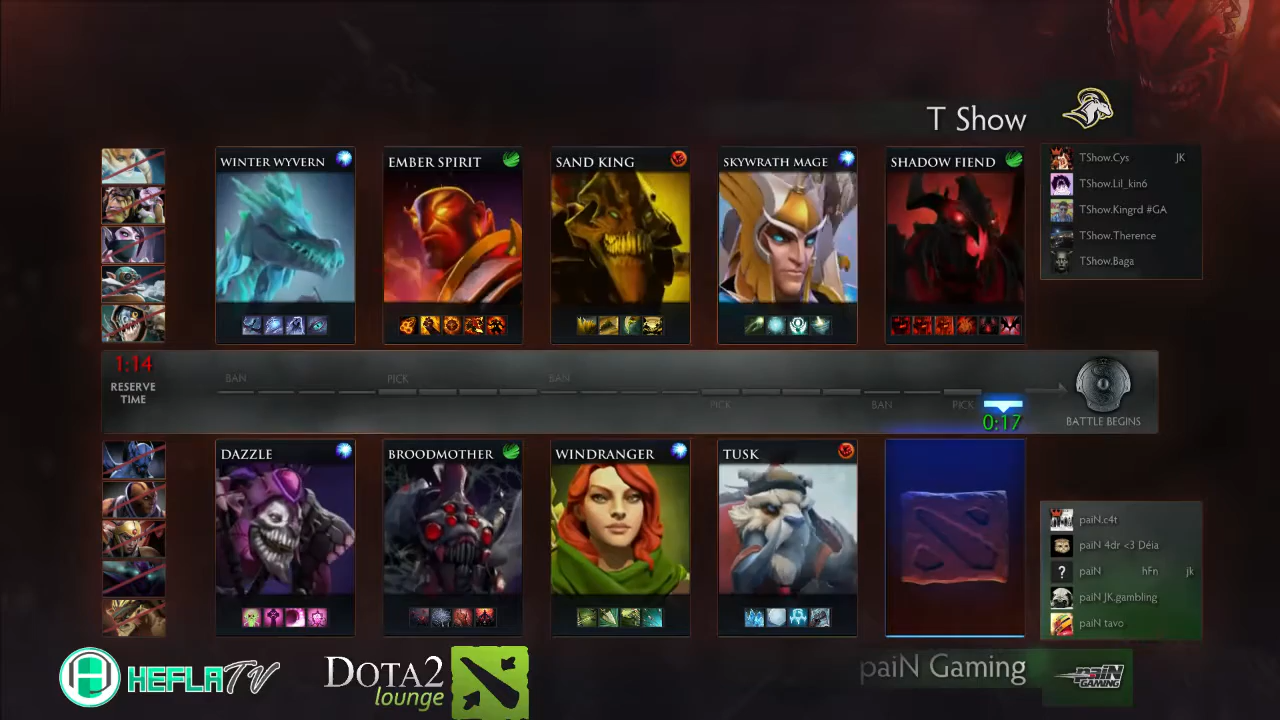 T Show
WINTER WYVERN
EMBER SPIRIT
SAND KING
SKYWRATH MAGE
SHADOW FIEND
TShow.Cys JK
TShow.Lil_kin6
TShow.Kingrd #GA
TShow.Therence
TShow.Baga
1:14
RESERVE
TIME
BAN
PICK
BAN
PICK
BAN
PICK
0:17
BATTLE BEGINS
DAZZLE
BROODMOTHER
WINDRANGER
TUSK
paiN.c4t
paiN 4dr <3 Déia
? paiN hFn jk
paiN JK.gambling
paiN tavo
HEFLATV
DOTA2
lounge
paiN Gaming
paiN
GAMING